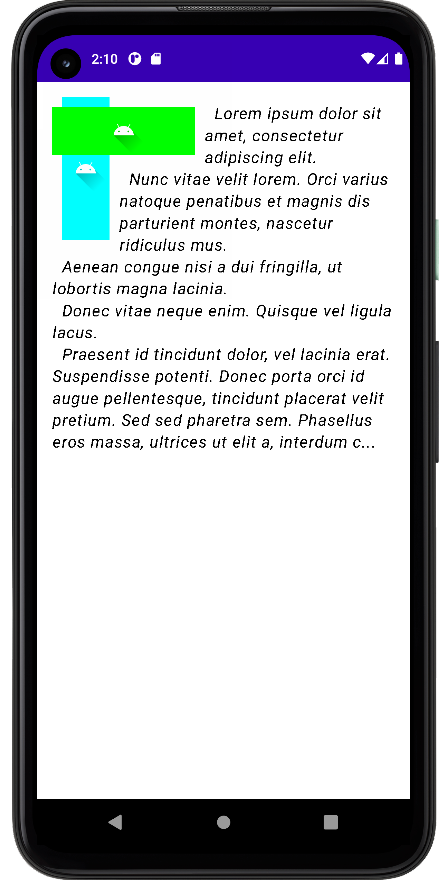 2:10
Lorem ipsum dolor sit
amet, consectetur
adipiscing elit.
Nunc vitae velit lorem. Orci varius
natoque penatibus et magnis dis
parturient montes, nascetur
ridiculus mus.
Aenean congue nisi a dui fringilla, ut
lobortis magna lacinia.
Donec vitae neque enim. Quisque vel ligula
lacus.
Praesent id tincidunt dolor, vel lacinia erat.
Suspendisse potenti. Donec porta orci id
augue pellentesque, tincidunt placerat velit
pretium. Sed sed pharetra sem. Phasellus
eros massa, ultrices ut elit a, interdum c...